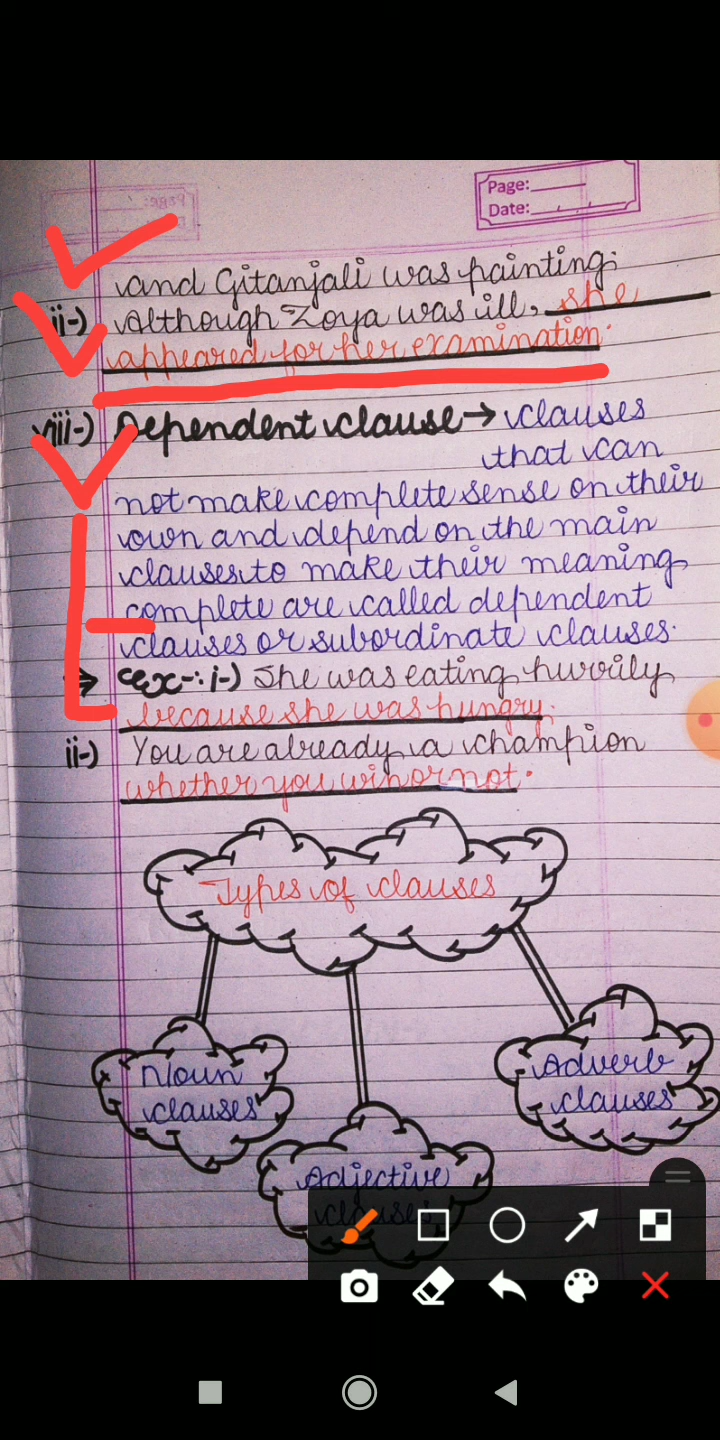 Page:
Date:
and Gitanjali was painting.
ii-) Although Zoya was ill, she
appeared for her examination.
viii-) Dependent clause → clauses
that can
not make complete sense on their
own and depend on the main
clauses to make their meaning
complete are called dependent
clauses or subordinate clauses.
→ ex-: i-) She was eating hurrily
because she was hungry.
ii-) You are already a champion
whether you win or not.
Types of clauses
Noun
clauses
Adverb
clauses
Adjective
clauses